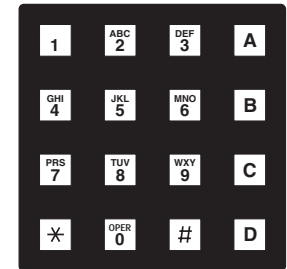 1 ABC 2 DEF 3 A
GHI 4 JKL 5 MNO 6 B
PRS 7 TUV 8 WXY 9 C
* OPER 0 # D